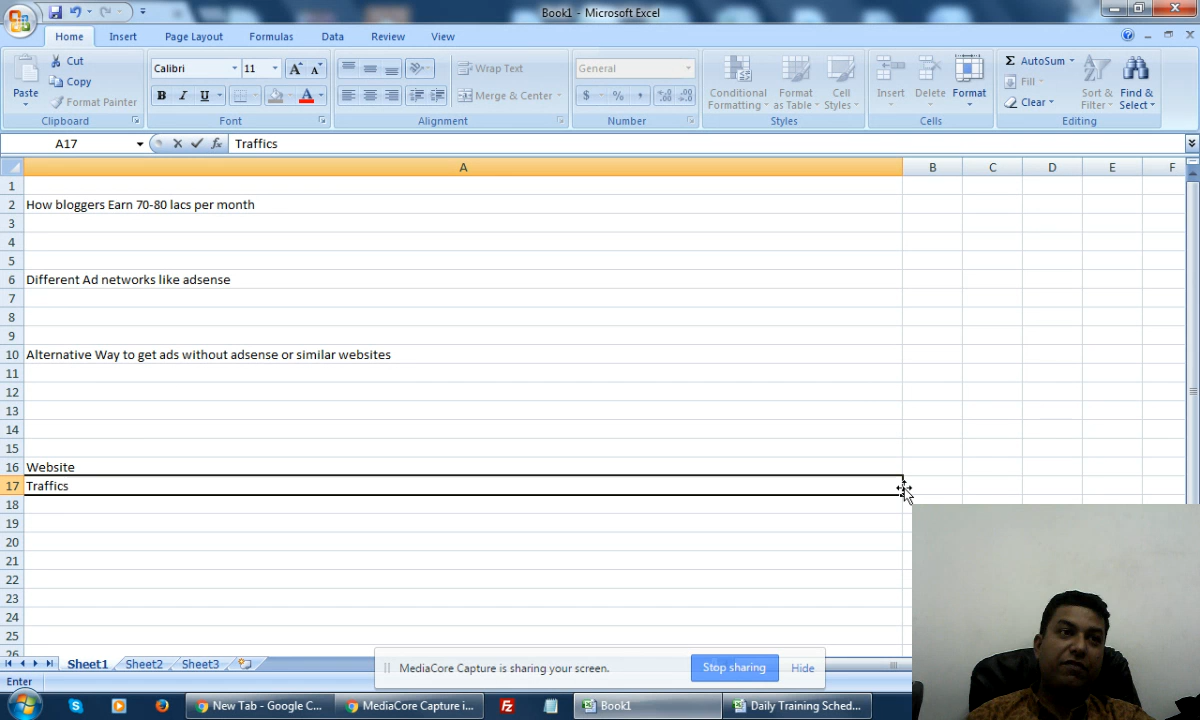 Book1 - Microsoft Excel
Home Insert Page Layout Formulas Data Review View
Paste
Cut
Copy
Format Painter
Clipboard
Calibri 11
B I U
Font
Wrap Text
Merge & Center
Alignment
General
$ % ,
Number
Conditional Formatting
Format as Table
Cell Styles
Styles
Insert Delete Format
Cells
Σ AutoSum
Fill
Clear
Sort & Filter
Find & Select
Editing
A17 fx Traffics
A B C D E F
1
2 How bloggers Earn 70-80 lacs per month
3
4
5
6 Different Ad networks like adsense
7
8
9
10 Alternative Way to get ads without adsense or similar websites
11
12
13
14
15
16 Website
17 Traffics
18
19
20
21
22
23
24
25
26
Sheet1 Sheet2 Sheet3
MediaCore Capture is sharing your screen. Stop sharing Hide
Enter
New Tab - Google C... MediaCore Capture i... Fz Book1 Daily Training Sched...